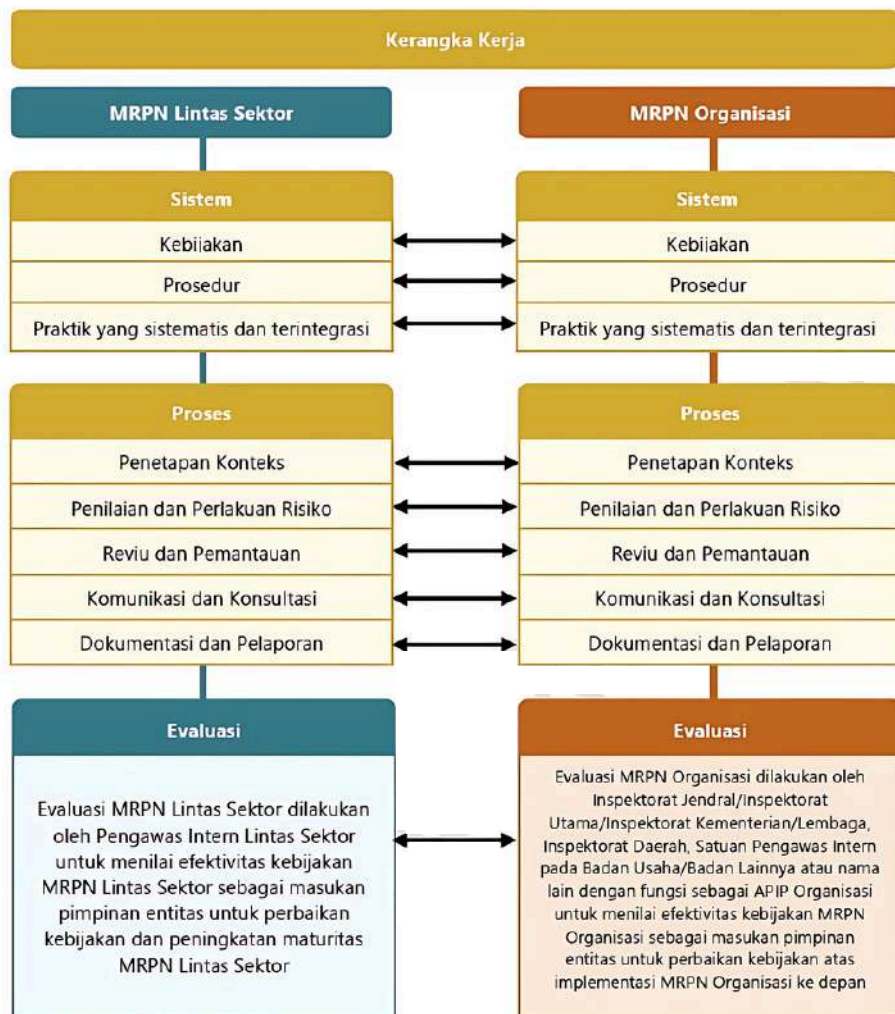 Kerangka Kerja
MRPN Lintas Sektor
Sistem
Kebijakan
Prosedur
Praktik yang sistematis dan terintegrasi
Proses
Penetapan Konteks
Penilaian dan Perlakuan Risiko
Reviu dan Pemantauan
Komunikasi dan Konsultasi
Dokumentasi dan Pelaporan
Evaluasi
Evaluasi MRPN Lintas Sektor dilakukan
oleh Pengawas Intern Lintas Sektor
untuk menilai efektivitas kebijakan
MRPN Lintas Sektor sebagai masukan
pimpinan entitas untuk perbaikan
kebijakan dan peningkatan maturitas
MRPN Lintas Sektor
MRPN Organisasi
Sistem
Kebijakan
Prosedur
Praktik yang sistematis dan terintegrasi
Proses
Penetapan Konteks
Penilaian dan Perlakuan Risiko
Reviu dan Pemantauan
Komunikasi dan Konsultasi
Dokumentasi dan Pelaporan
Evaluasi
Evaluasi MRPN Organisasi dilakukan oleh
Inspektorat Jendral/Inspektorat
Utama/Inspektorat Kementerian/Lembaga,
Inspektorat Daerah, Satuan Pengawas Intern
pada Badan Usaha/Badan Lainnya atau nama
lain dengan fungsi sebagai APIP Organisasi
untuk menilai efektivitas kebijakan MRPN
Organisasi sebagai masukan pimpinan
entitas untuk perbaikan kebijakan atas
implementasi MRPN Organisasi ke depan